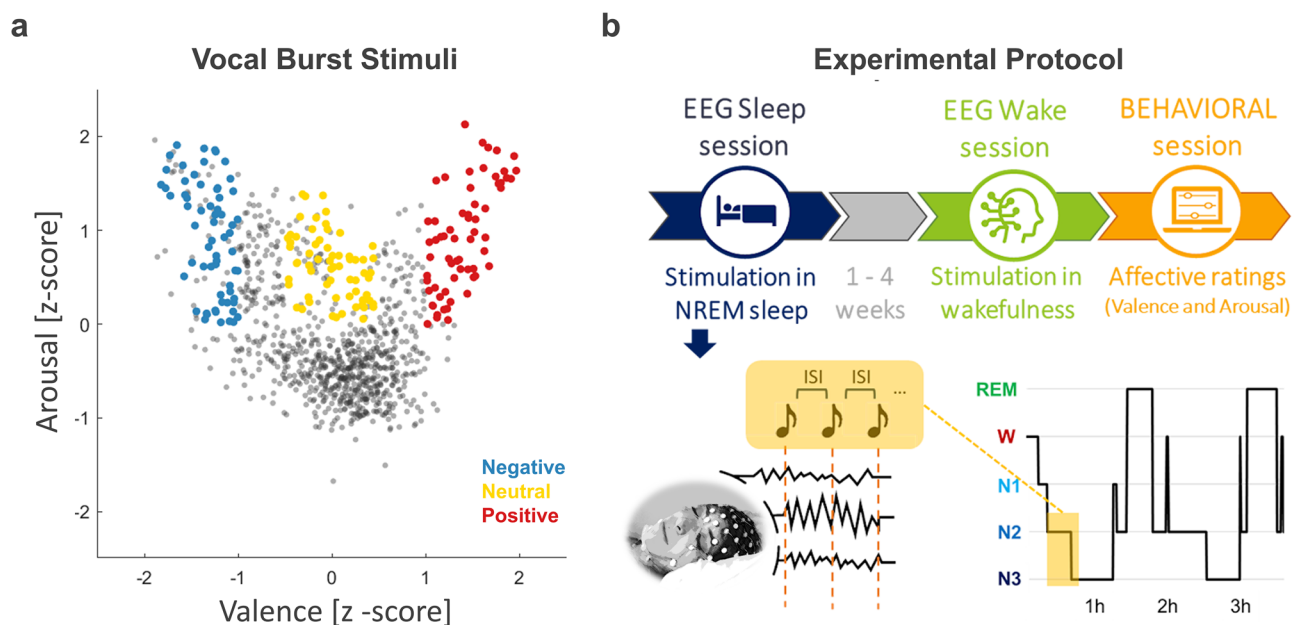 a
Vocal Burst Stimuli
2
1
0
-1
-2
Arousal [z-score]
Negative
Neutral
Positive
-2
-1
0
1
2
Valence [z -score]
b
Experimental Protocol
EEG Sleep
session
EEG Wake
session
BEHAVIORAL
session
Stimulation in
NREM sleep
1 - 4
weeks
Stimulation in
wakefulness
Affective ratings
(Valence and Arousal)
ISI
ISI
...
REM
W
N1
N2
N3
1h
2h
3h